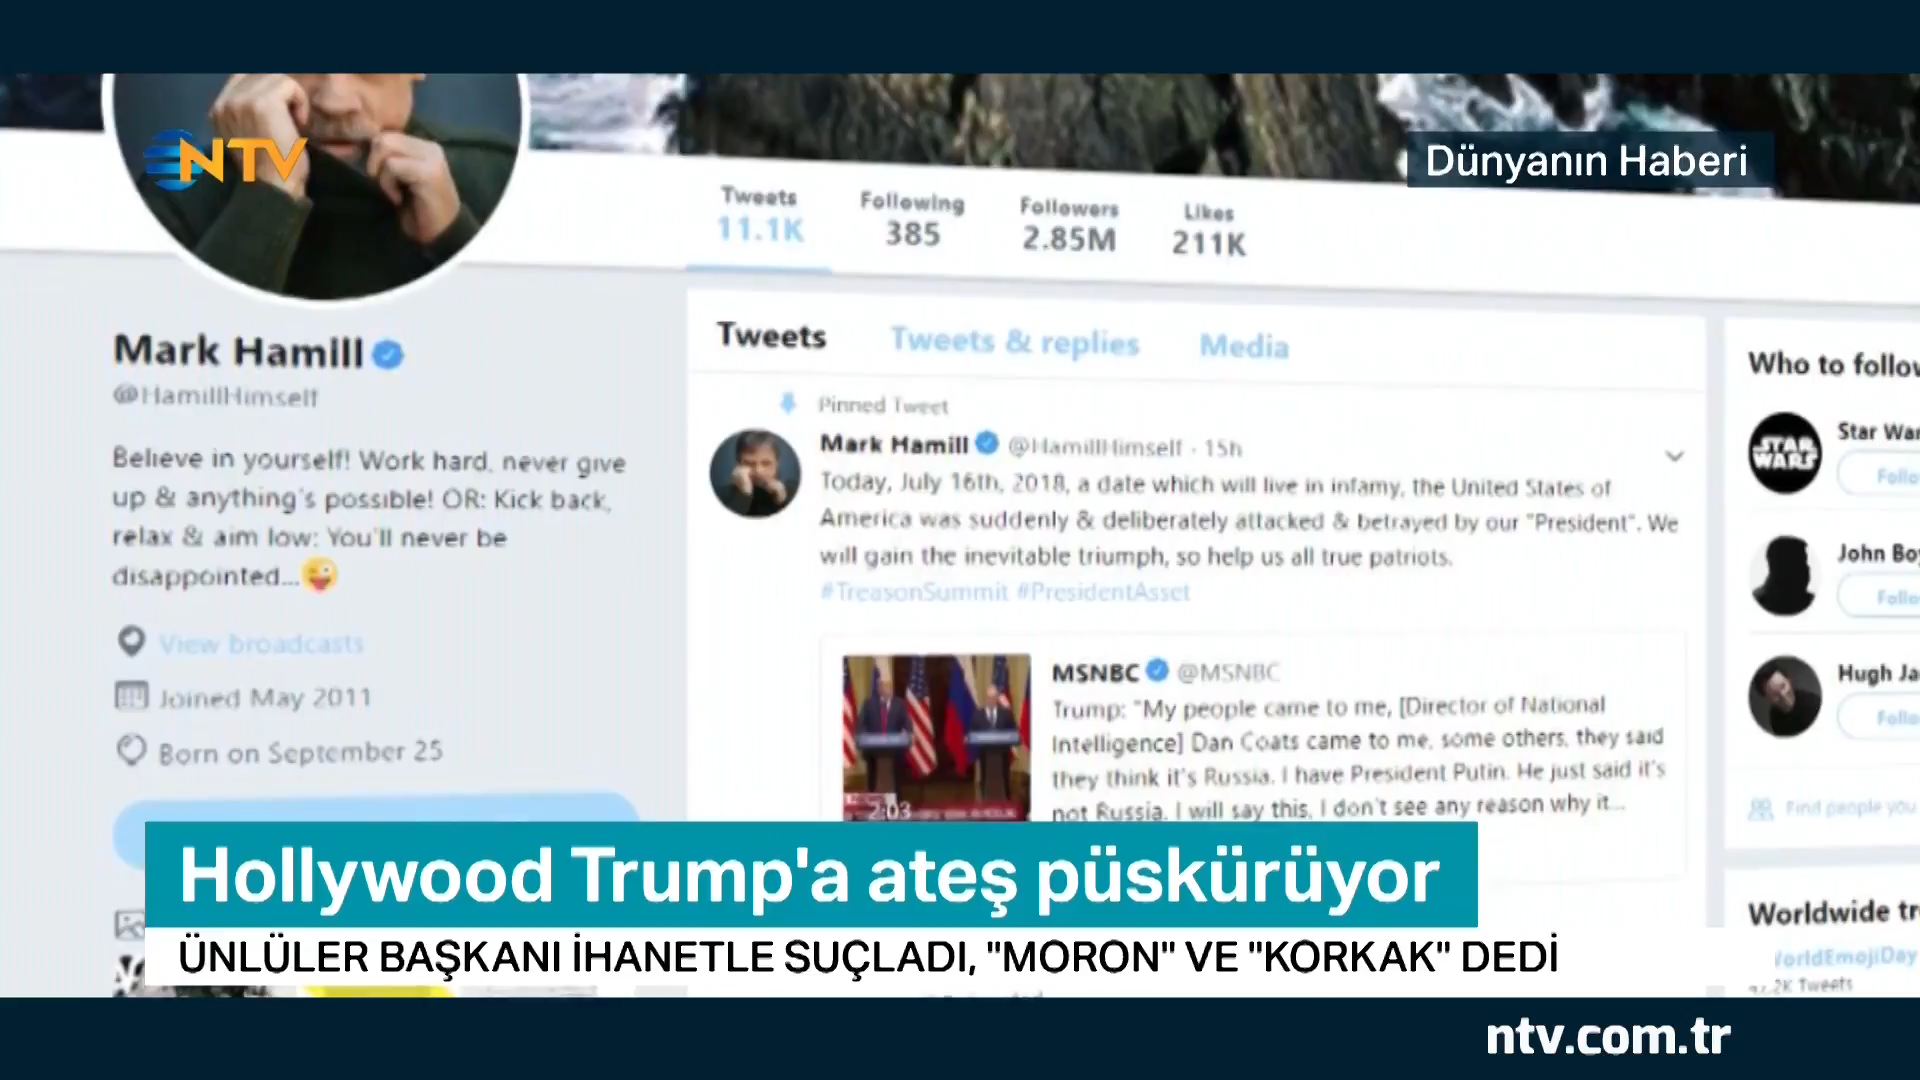 NTV
Dünyanın Haberi
Tweets Following Followers Likes
11.1K 385 2.85M 211K
Mark Hamill
@HamillHimself
Believe in yourself! Work hard, never give
up & anything's possible! OR: Kick back,
relax & aim low: You'll never be
disappointed...😜
View broadcasts
Joined May 2011
Born on September 25
Tweets Tweets & replies Media
Pinned Tweet
Mark Hamill @HamillHimself · 15h
Today, July 16th, 2018, a date which will live in infamy, the United States of
America was suddenly & deliberately attacked & betrayed by our "President". We
will gain the inevitable triumph, so help us all true patriots.
#TreasonSummit #PresidentAsset
2:03
MSNBC @MSNBC
Trump: "My people came to me, [Director of National
Intelligence] Dan Coats came to me, some others, they said
they think it's Russia. I have President Putin. He just said it's
not Russia. I will say this, I don't see any reason why it...
Who to follow
STAR WARS
Star War
Follo
John Boy
Follo
Hugh Ja
Follo
Find people you
Worldwide tr
orldEmojiDay
2K Tweets
Hollywood Trump'a ateş püskürüyor
ÜNLÜLER BAŞKANI İHANETLE SUÇLADI, "MORON" VE "KORKAK" DEDİ
ntv.com.tr